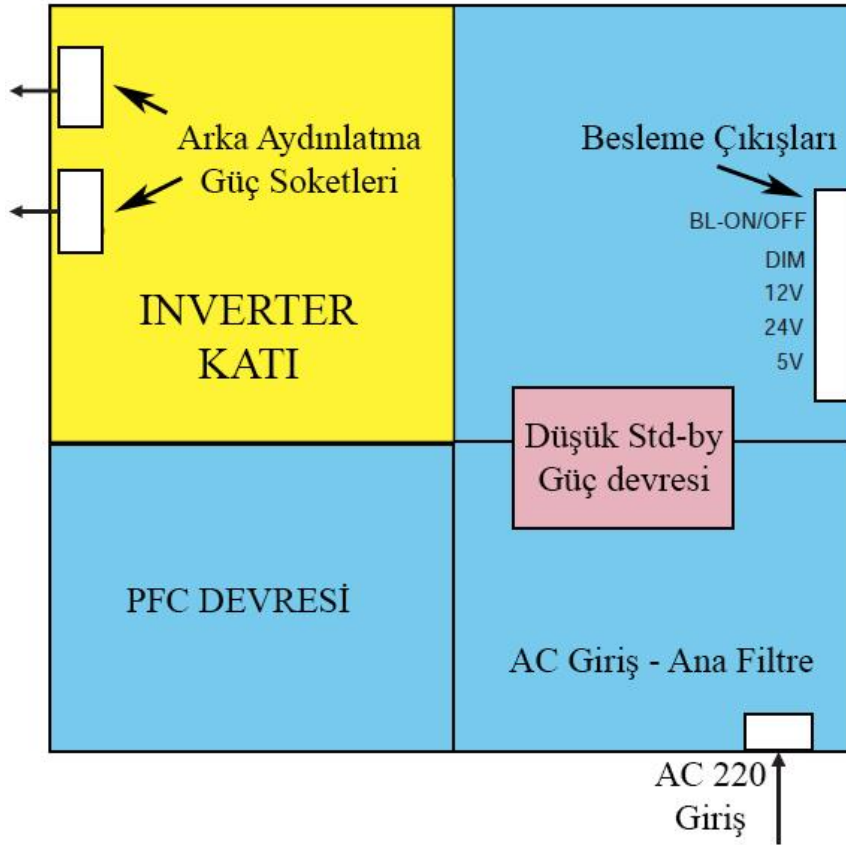 Arka Aydınlatma
Güç Soketleri
INVERTER
KATI
Besleme Çıkışları
BL-ON/OFF
DIM
12V
24V
5V
Düşük Std-by
Güç devresi
PFC DEVRESİ
AC Giriş - Ana Filtre
AC 220
Giriş